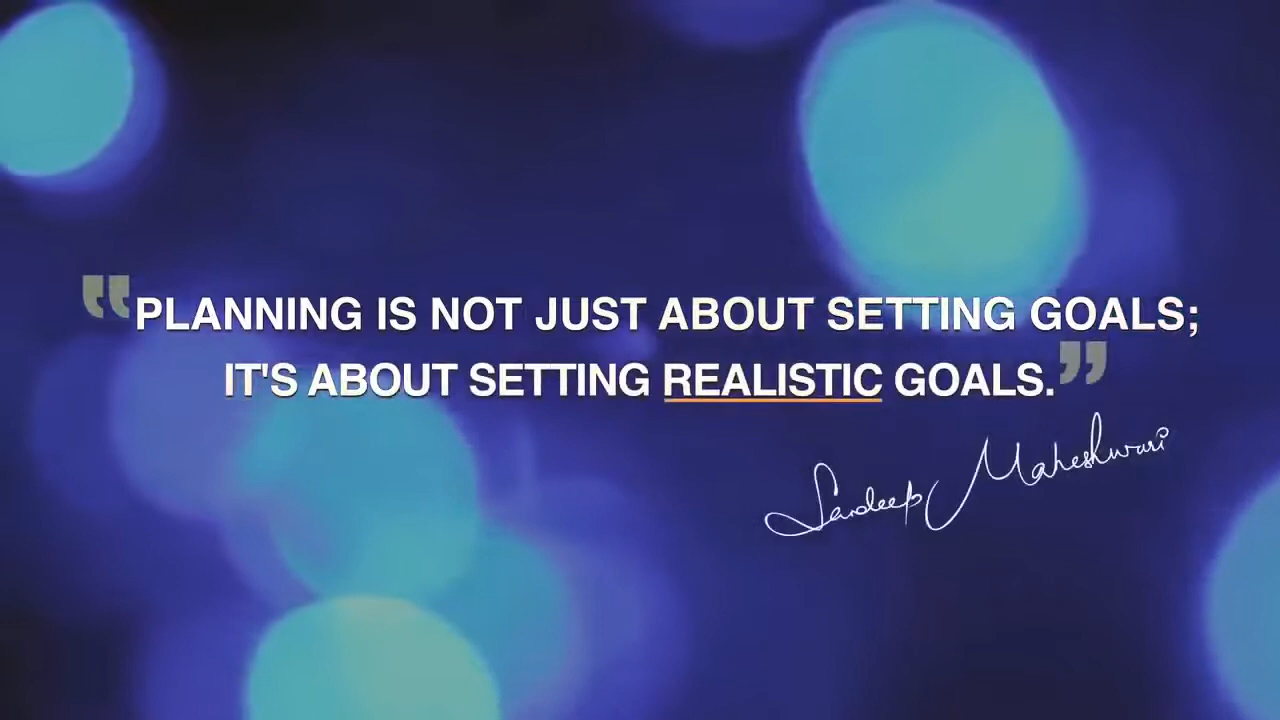 “PLANNING IS NOT JUST ABOUT SETTING GOALS;
IT'S ABOUT SETTING REALISTIC GOALS.”
Sandeep Maheshwari